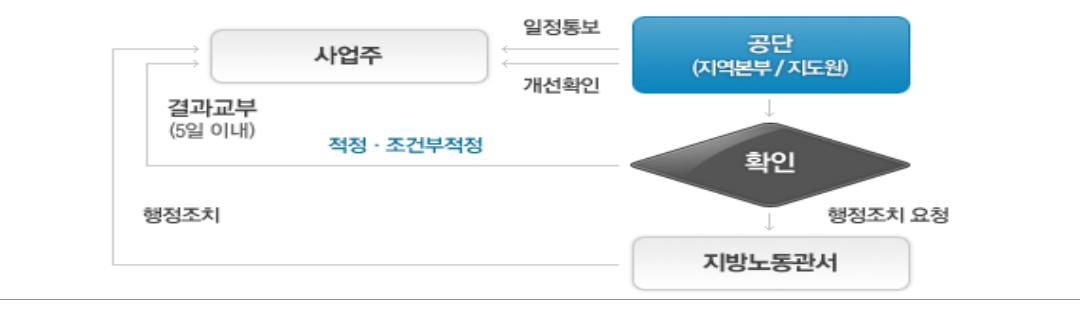 일정통보
사업주
공단
(지역본부 / 지도원)
개선확인
결과교부
(5일 이내)
적정 · 조건부적정
확인
행정조치
행정조치 요청
지방노동관서